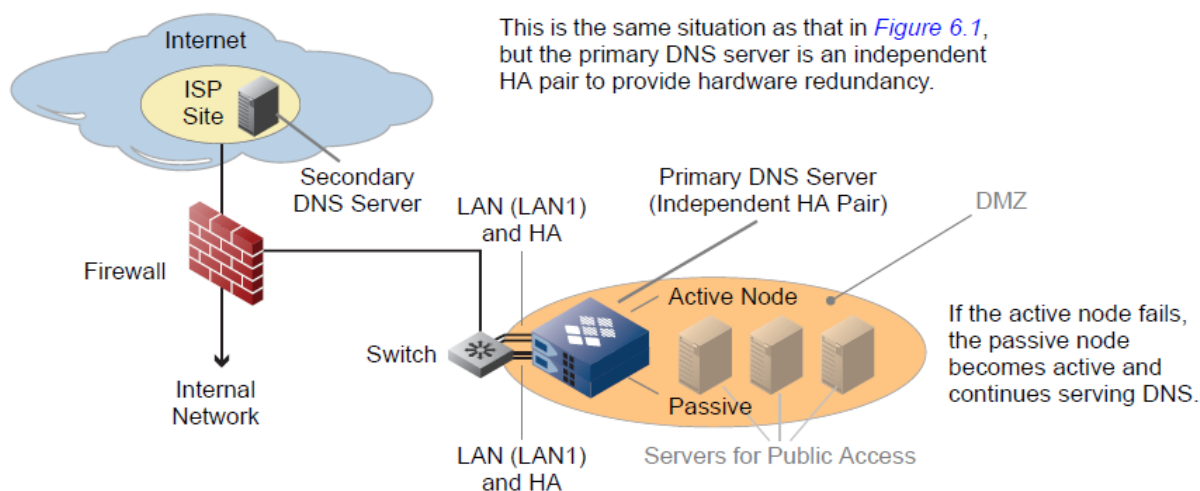 This is the same situation as that in Figure 6.1,
but the primary DNS server is an independent
HA pair to provide hardware redundancy.
Internet
ISP
Site
Secondary
DNS Server
Primary DNS Server
(Independent HA Pair)
DMZ
LAN (LAN1)
and HA
Firewall
Active Node
If the active node fails,
the passive node
becomes active and
continues serving DNS.
Switch
Internal
Network
Passive
LAN (LAN1)
and HA
Servers for Public Access